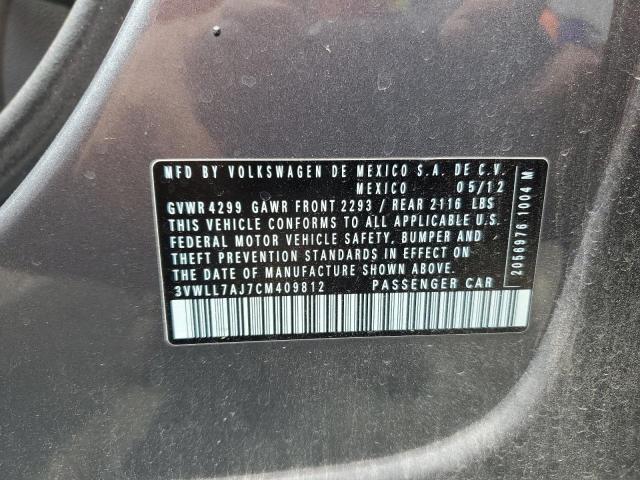 MFD BY VOLKSWAGEN DE MEXICO S.A. DE C.V.
MEXICO 05/12
GVWR 4299 GAWR FRONT 2293 / REAR 2116 LBS
THIS VEHICLE CONFORMS TO ALL APPLICABLE U.S.
FEDERAL MOTOR VEHICLE SAFETY, BUMPER AND
THEFT PREVENTION STANDARDS IN EFFECT ON
THE DATE OF MANUFACTURE SHOWN ABOVE.
3VWLL7AJ7CM409812 PASSENGER CAR
2056976 1004 M